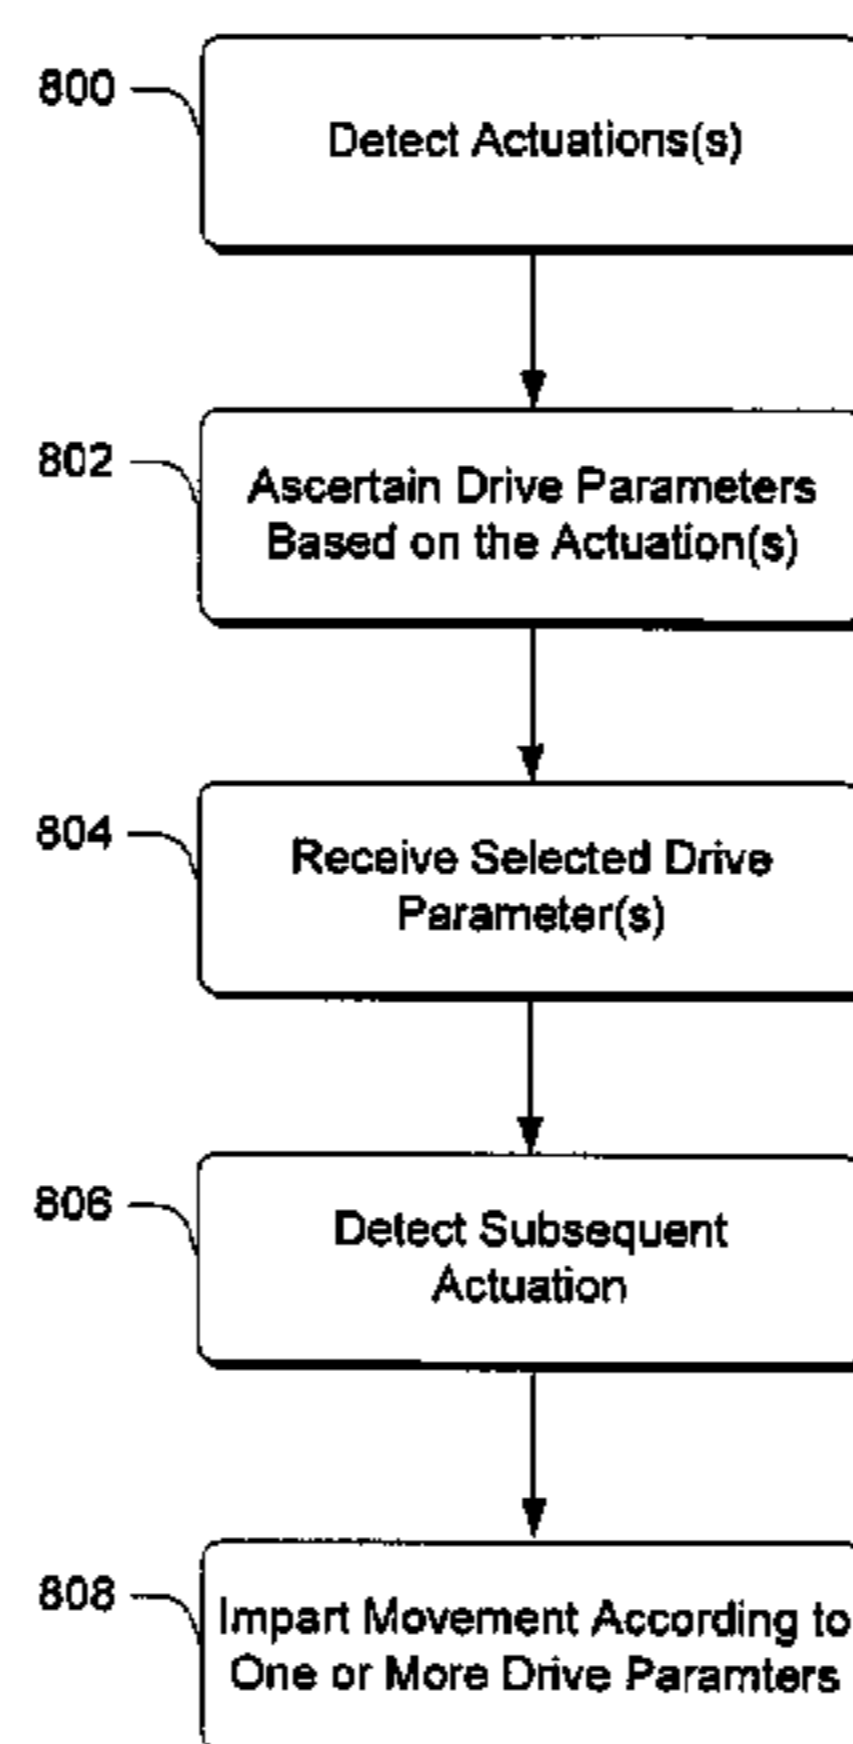 800
Detect Actuations(s)
802
Ascertain Drive Parameters
Based on the Actuation(s)
804
Receive Selected Drive
Parameter(s)
806
Detect Subsequent
Actuation
808
Impart Movement According to
One or More Drive Paramters